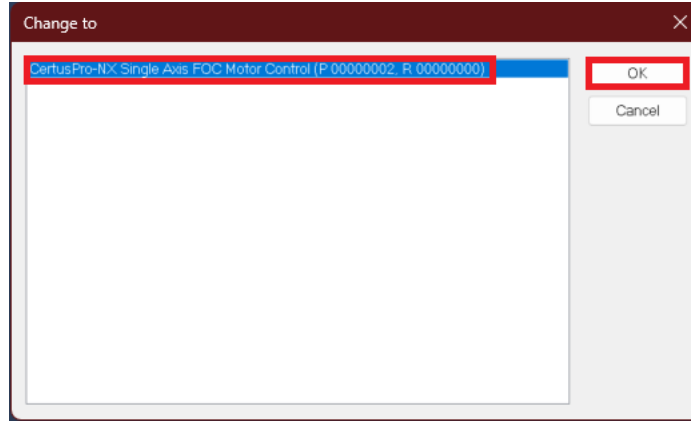 Change to
CertusPro-NX Single Axis FOC Motor Control (P 00000002, R 00000000)
OK
Cancel